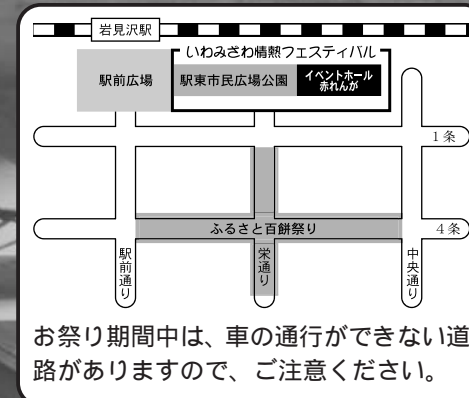 岩見沢駅
いわみざわ情熱フェスティバル
駅前広場
駅東市民広場公園
イベントホール
赤れんが
1条
ふるさと百餅祭り
4条
駅前通り
栄通り
中央通り
お祭り期間中は、車の通行ができない道
路がありますので、ご注意ください。